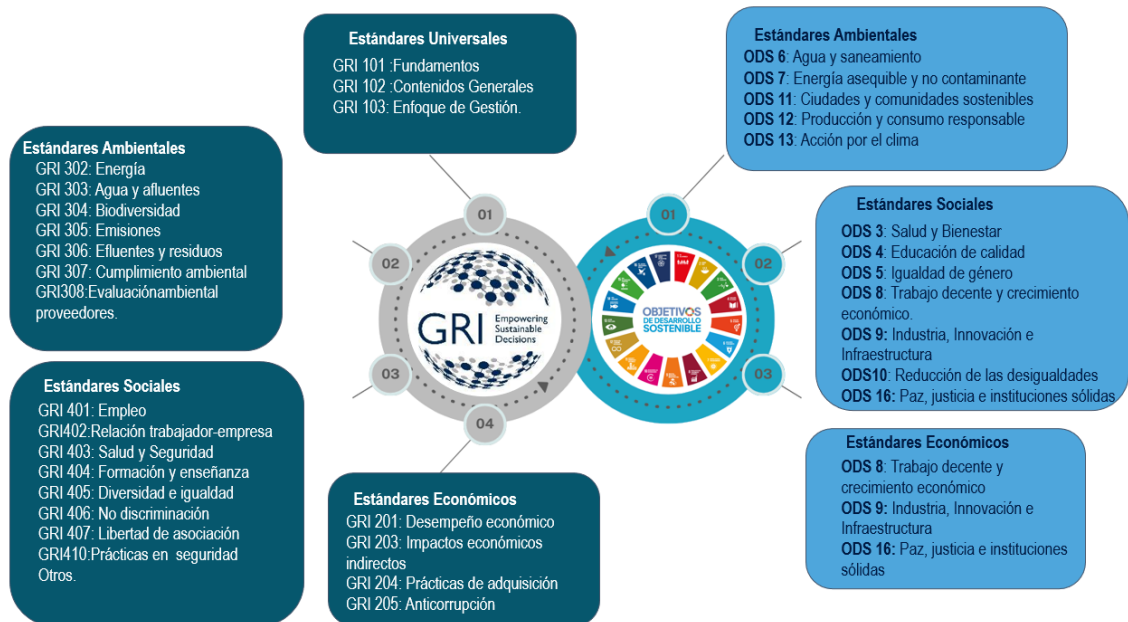 Estándares Universales
GRI 101 :Fundamentos
GRI 102: Contenidos Generales
GRI 103: Enfoque de Gestión.
Estándares Ambientales
GRI 302: Energía
GRI 303: Agua y afluentes
GRI 304: Biodiversidad
GRI 305: Emisiones
GRI 306: Efluentes y residuos
GRI 307: Cumplimiento ambiental
GRI308:Evaluaciónambiental
proveedores.
Estándares Sociales
GRI 401: Empleo
GRI402:Relación trabajador-empresa
GRI 403: Salud y Seguridad
GRI 404: Formación y enseñanza
GRI 405: Diversidad e igualdad
GRI 406: No discriminación
GRI 407: Libertad de asociación
GRI410:Prácticas en seguridad
Otros.
Estándares Económicos
GRI 201: Desempeño económico
GRI 203: Impactos económicos
indirectos
GRI 204: Prácticas de adquisición
GRI 205: Anticorrupción
01
02
03
04
GRI
Empowering
Sustainable
Decisions
01
02
03
OBJETIVOS
DE DESARROLLO
SOSTENIBLE
Estándares Ambientales
ODS 6: Agua y saneamiento
ODS 7: Energía asequible y no contaminante
ODS 11: Ciudades y comunidades sostenibles
ODS 12: Producción y consumo responsable
ODS 13: Acción por el clima
Estándares Sociales
ODS 3: Salud y Bienestar
ODS 4: Educación de calidad
ODS 5: Igualdad de género
ODS 8: Trabajo decente y crecimiento
económico.
ODS 9: Industria, Innovación e
Infraestructura
ODS10: Reducción de las desigualdades
ODS 16: Paz, justicia e instituciones sólidas
Estándares Económicos
ODS 8: Trabajo decente y
crecimiento económico
ODS 9: Industria, Innovación e
Infraestructura
ODS 16: Paz, justicia e instituciones
sólidas